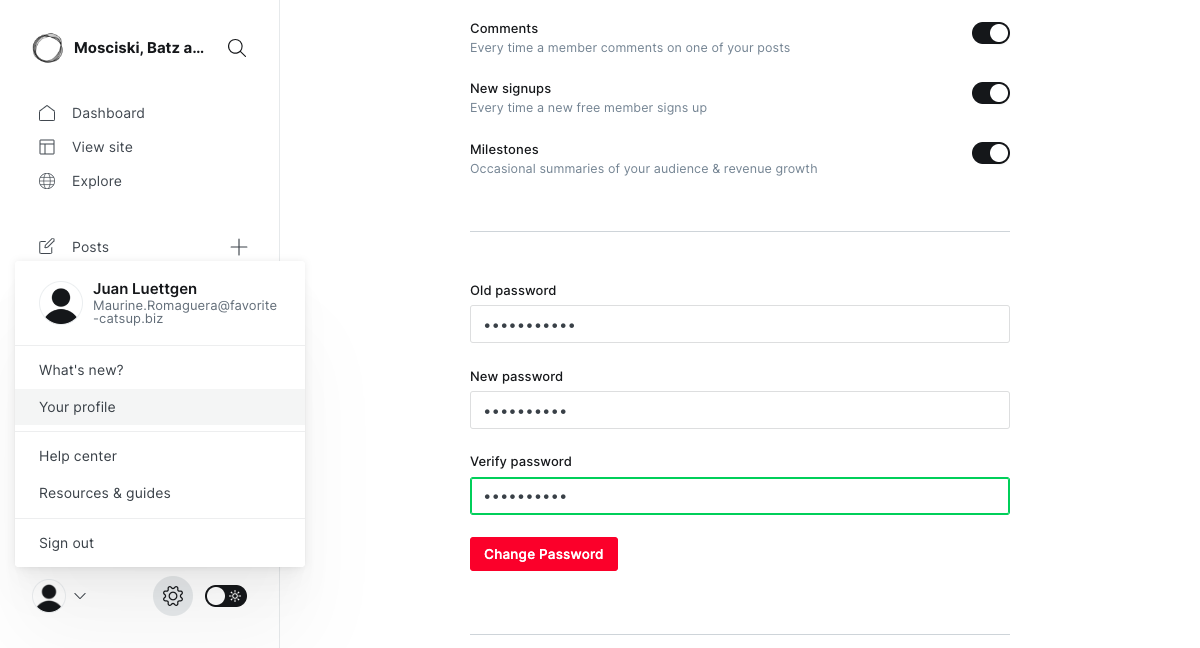 Mosciski, Batz a...
Dashboard
View site
Explore
Posts
Juan Luettgen
Maurine.Romaguera@favorite
-catsup.biz
What's new?
Your profile
Help center
Resources & guides
Sign out
Comments
Every time a member comments on one of your posts
New signups
Every time a new free member signs up
Milestones
Occasional summaries of your audience & revenue growth
Old password
•••••••••••
New password
••••••••••
Verify password
••••••••••
Change Password